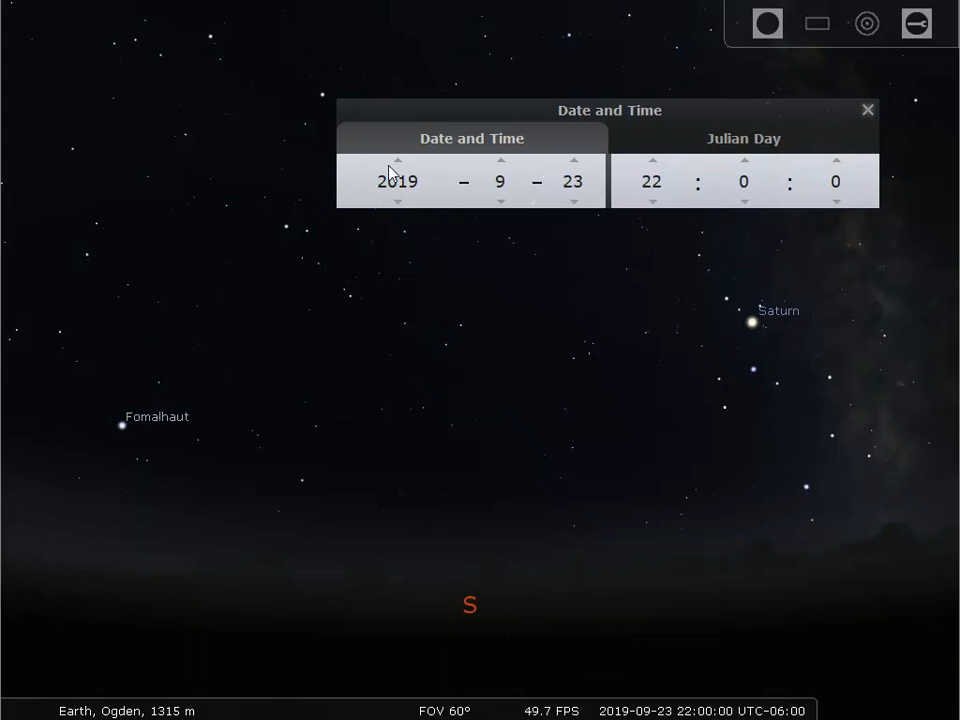 Date and Time
Date and Time Julian Day
2019 - 9 - 23 22 : 0 : 0
Saturn
Fomalhaut
S
Earth, Ogden, 1315 m FOV 60° 49.7 FPS 2019-09-23 22:00:00 UTC-06:00